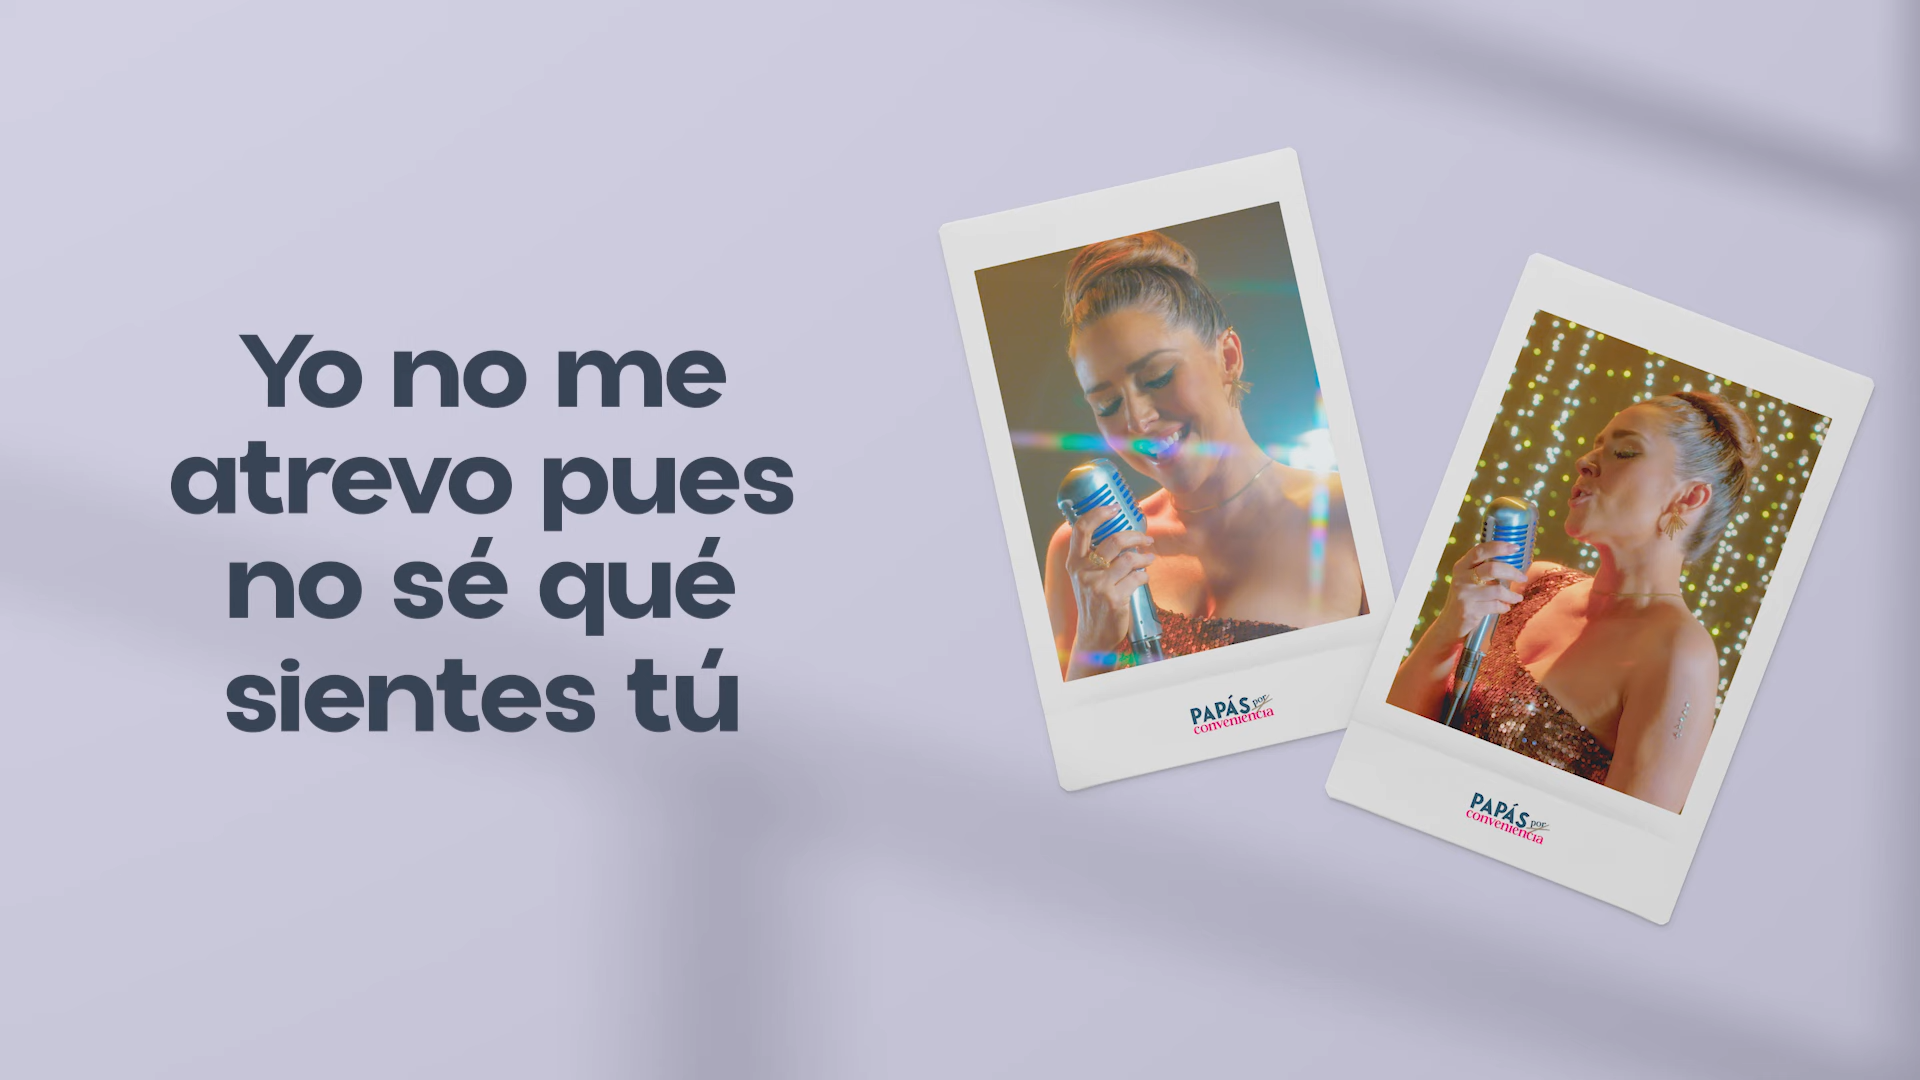 Yo no me
atrevo pues
no sé qué
sientes tú
PAPÁS por
conveniencia
PAPÁS por
conveniencia